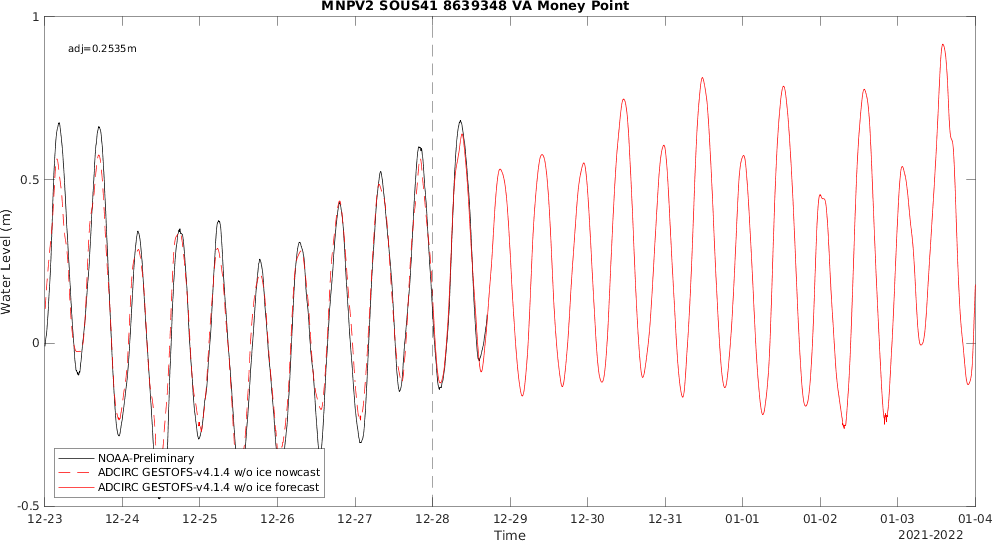 MNPV2 SOUS41 8639348 VA Money Point
adj=0.2535m
1
0.5
0
-0.5
Water Level (m)
NOAA-Preliminary
ADCIRC GESTOFS-v4.1.4 w/o ice nowcast
ADCIRC GESTOFS-v4.1.4 w/o ice forecast
12-23 12-24 12-25 12-26 12-27 12-28 12-29 12-30 12-31 01-01 01-02 01-03 01-04
Time
2021-2022